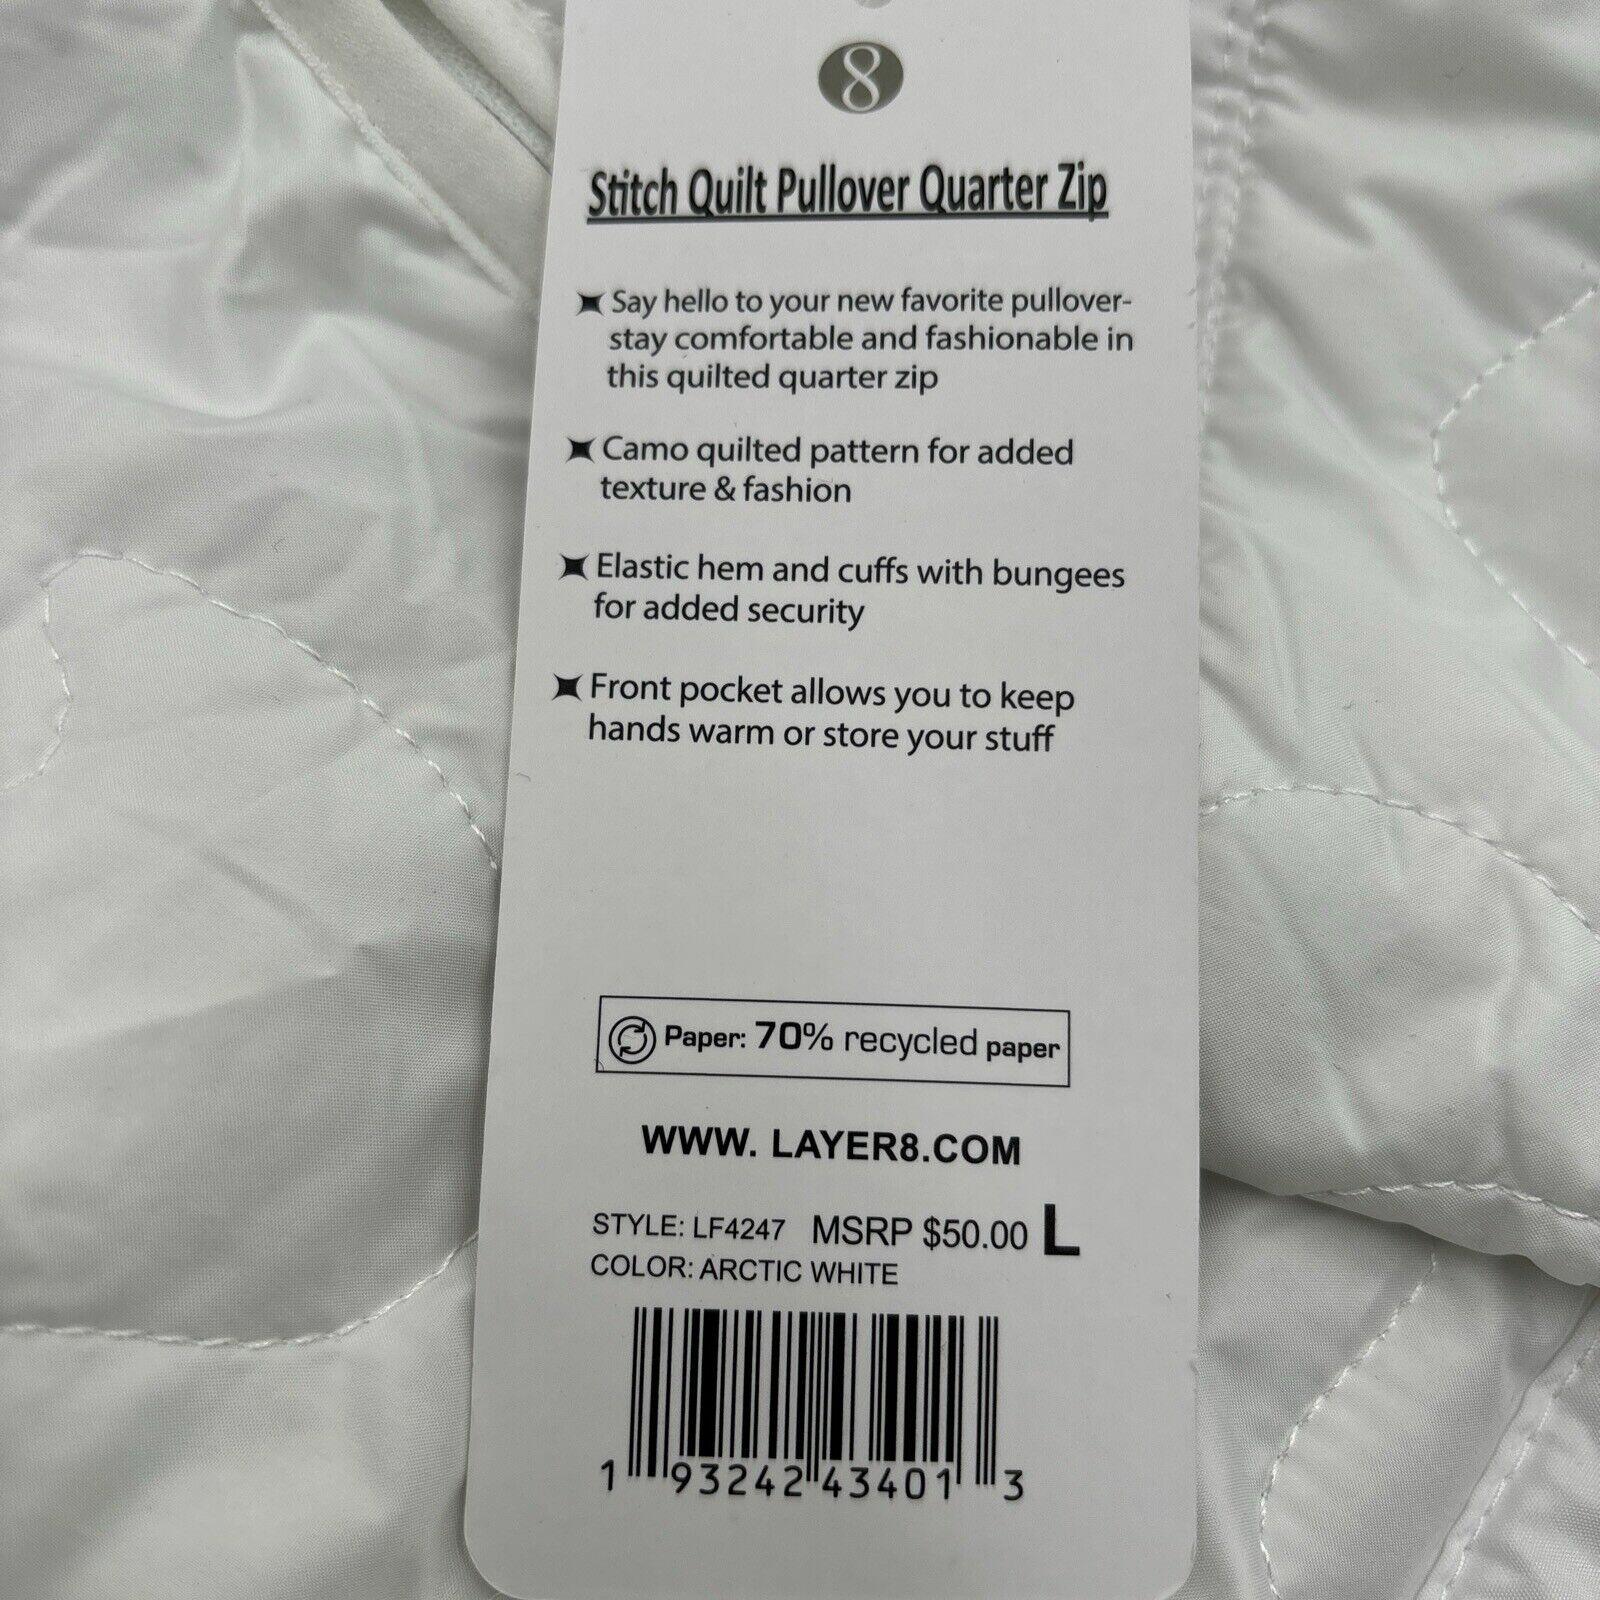 8
Stitch Quilt Pullover Quarter Zip
Say hello to your new favorite pullover-
stay comfortable and fashionable in
this quilted quarter zip
Camo quilted pattern for added
texture & fashion
Elastic hem and cuffs with bungees
for added security
Front pocket allows you to keep
hands warm or store your stuff
Paper: 70% recycled paper
WWW. LAYER8.COM
STYLE: LF4247 MSRP $50.00 L
COLOR: ARCTIC WHITE
1 93242 43401 3